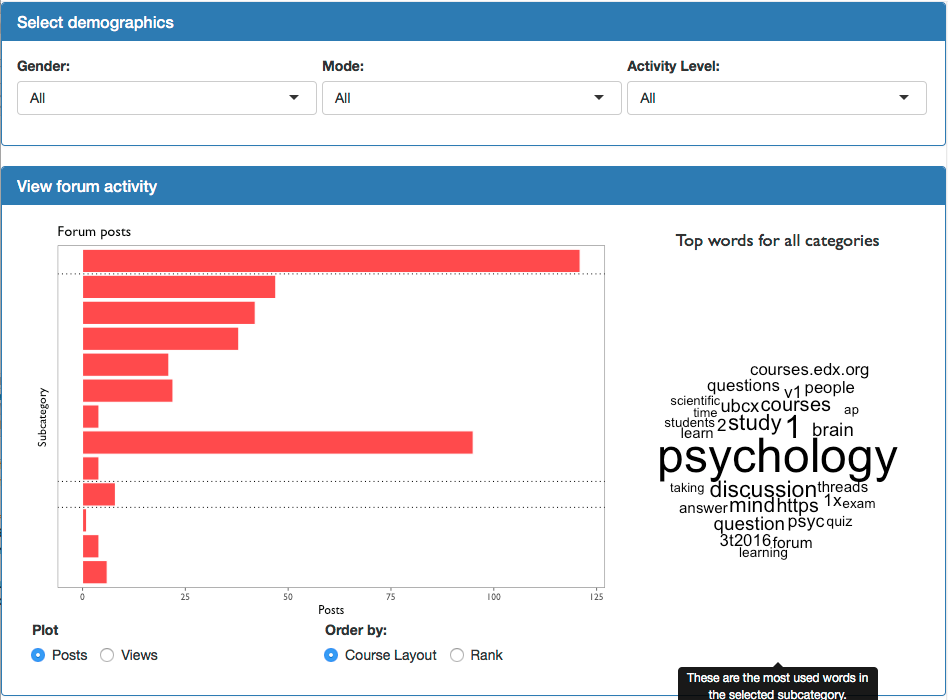 Select demographics
Gender: Mode: Activity Level:
All All All
View forum activity
Forum posts
Top words for all categories
Subcategory
0 25 50 75 100 125
Posts
courses.edx.org
questions v1 people
scientific ubcx courses ap
time
students 2 study 1 brain
learn
psychology
taking discussion threads
answer mind https 1x exam
question psyc quiz
3t2016 forum
learning
Plot Order by:
Posts Views Course Layout Rank
These are the most used words in
the selected subcategory.